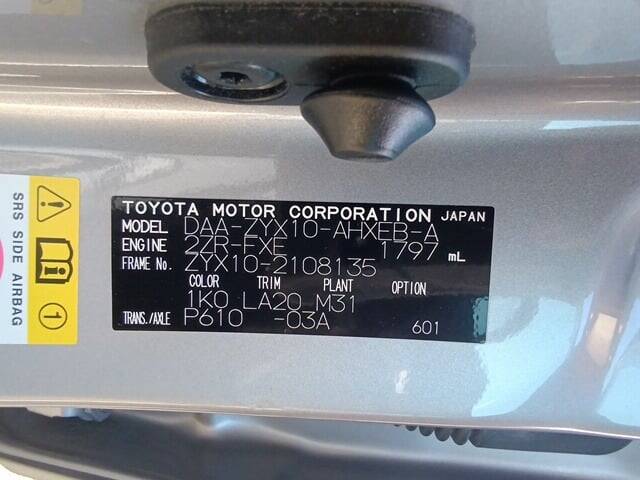 TOYOTA MOTOR CORPORATION JAPAN
MODEL DAA-ZYX10-AHXEB-A
ENGINE 2ZR-FXE 1797 mL
FRAME No. ZYX10-2108135
COLOR TRIM PLANT OPTION
1K0 LA20 M31
TRANS./AXLE P610 -03A 601
SRS SIDE AIRBAG
1